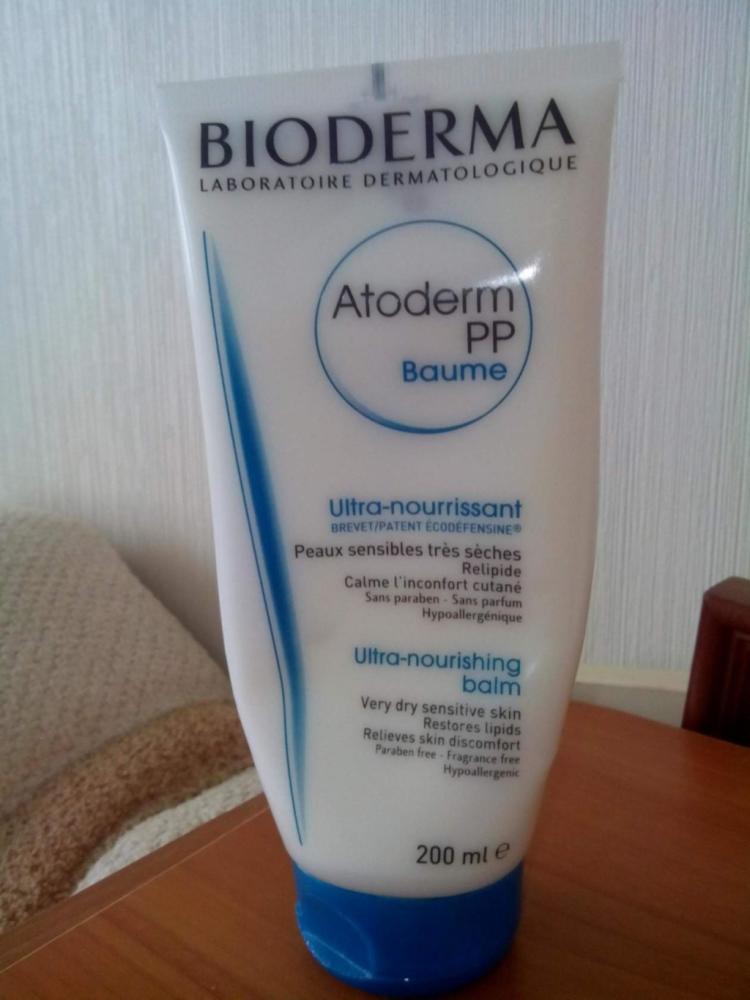 BIODERMA
LABORATOIRE DERMATOLOGIQUE
Atoderm
PP
Baume
Ultra-nourrissant
BREVET/PATENT ÉCODÉFENSINE®
Peaux sensibles très sèches
Relipide
Calme l'inconfort cutané
Sans paraben - Sans parfum
Hypoallergénique
Ultra-nourishing
balm
Very dry sensitive skin
Restores lipids
Relieves skin discomfort
Paraben free - Fragrance free
Hypoallergenic
200 ml ℮